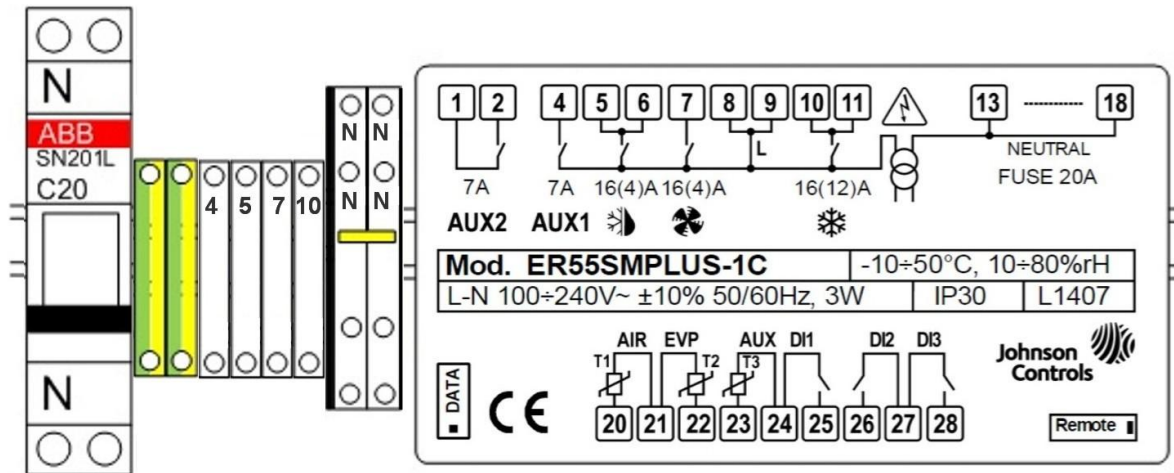 N
ABB
SN201L
C20
N
4 5 7 10
N N
N N
1 2 4 5 6 7 8 9 10 11 13 18
L
NEUTRAL
FUSE 20A
7A 7A 16(4)A 16(4)A 16(12)A
AUX2 AUX1
Mod. ER55SMPLUS-1C -10÷50°C, 10÷80%rH
L-N 100÷240V~ ±10% 50/60Hz, 3W IP30 L1407
AIR EVP AUX DI1 DI2 DI3
T1 T2 T3
20 21 22 23 24 25 26 27 28
DATA
CE
Johnson
Controls
Remote